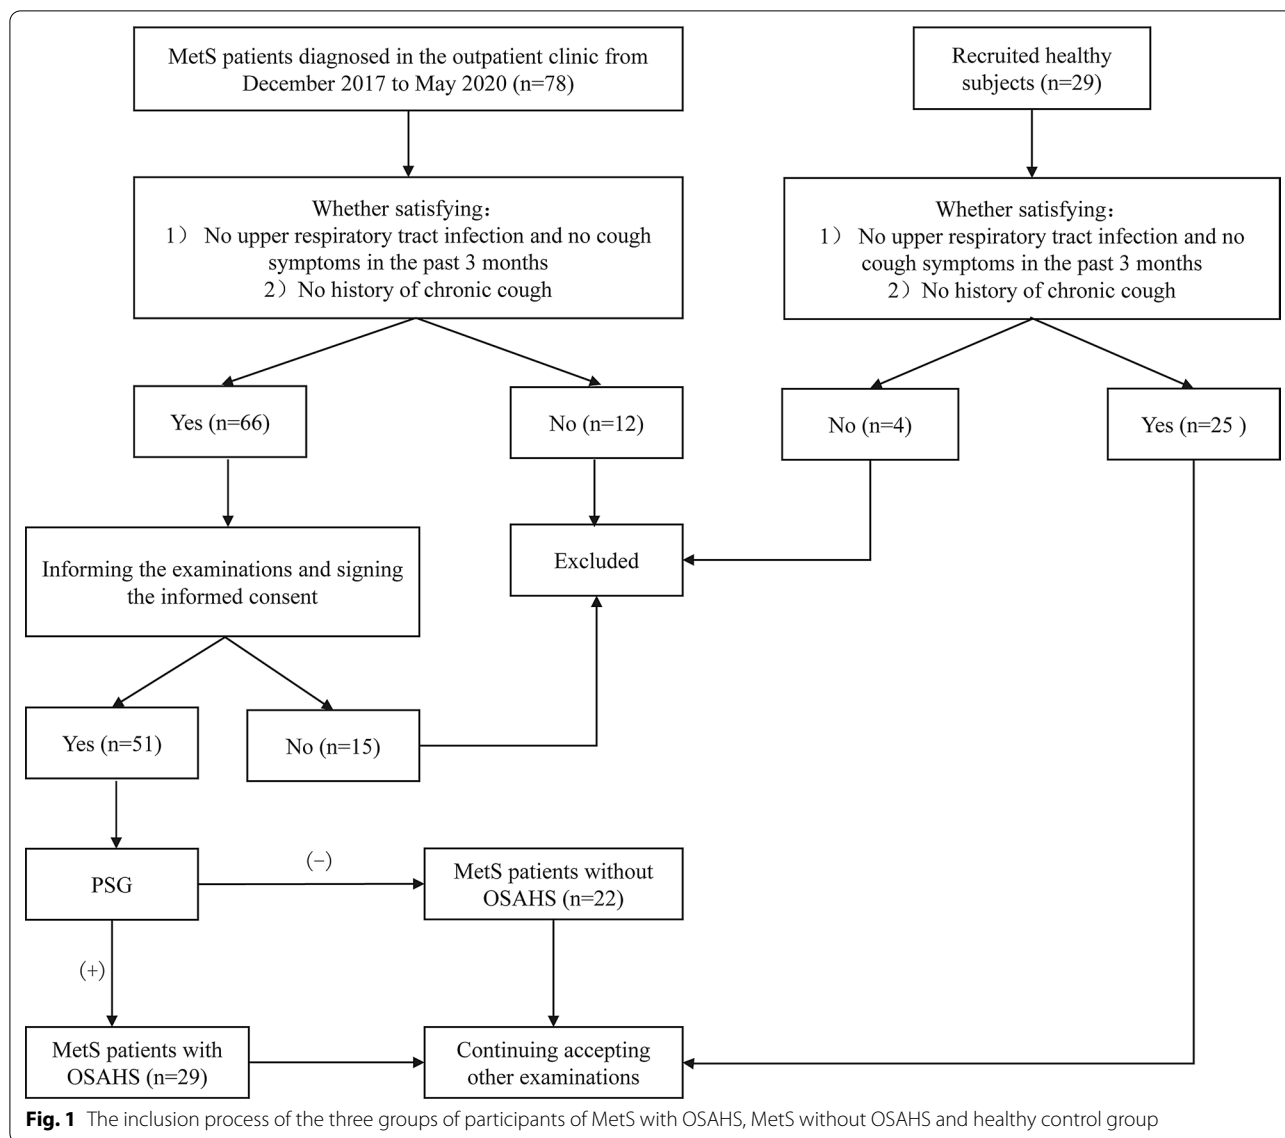 MetS patients diagnosed in the outpatient clinic from
December 2017 to May 2020 (n=78)
Recruited healthy
subjects (n=29)
Whether satisfying：
1） No upper respiratory tract infection and no cough
symptoms in the past 3 months
2）No history of chronic cough
Whether satisfying：
1） No upper respiratory tract infection and no
cough symptoms in the past 3 months
2）No history of chronic cough
Yes (n=66)
No (n=12)
No (n=4)
Yes (n=25 )
Informing the examinations and signing
the informed consent
Excluded
Yes (n=51)
No (n=15)
PSG
(−)
MetS patients without
OSAHS (n=22)
(+)
MetS patients with
OSAHS (n=29)
Continuing accepting
other examinations
Fig. 1 The inclusion process of the three groups of participants of MetS with OSAHS, MetS without OSAHS and healthy control group